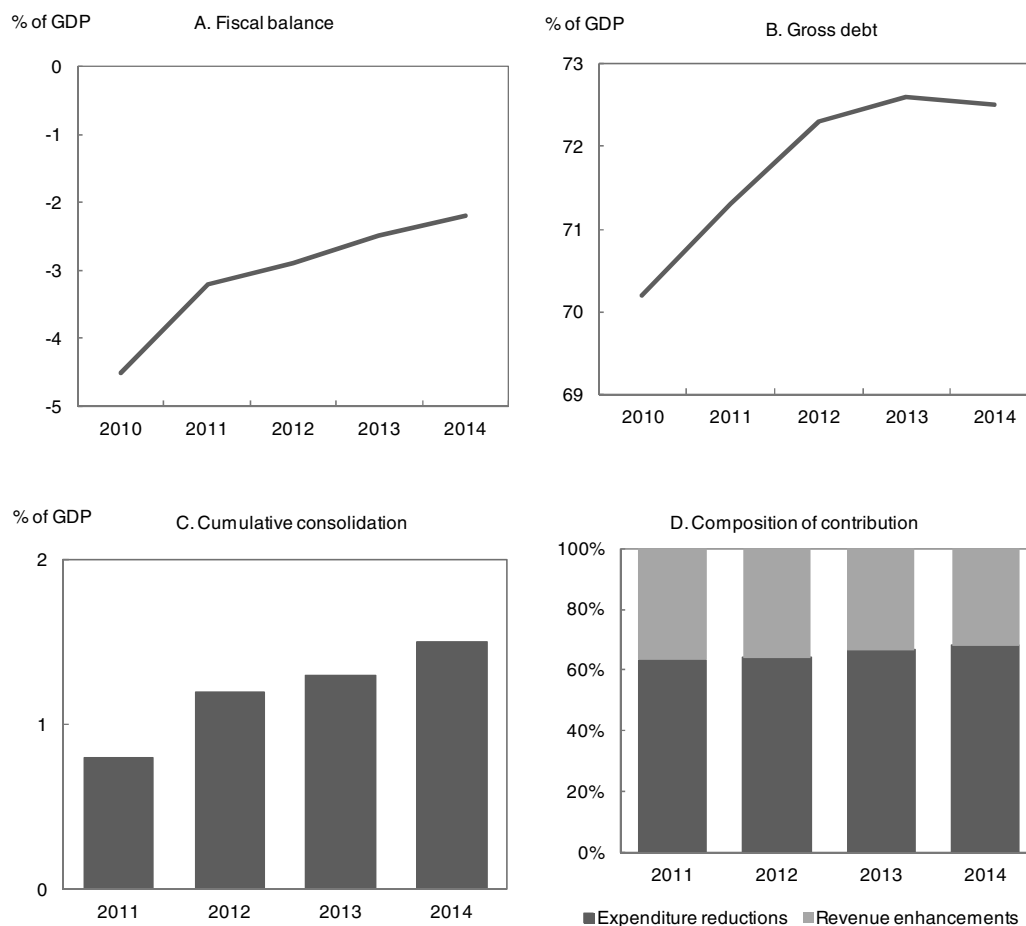 % of GDP
A. Fiscal balance
0
-1
-2
-3
-4
-5
2010 2011 2012 2013 2014
% of GDP
B. Gross debt
73
72
71
70
69
2010 2011 2012 2013 2014
% of GDP
C. Cumulative consolidation
2
1
0
2011 2012 2013 2014
D. Composition of contribution
100%
80%
60%
40%
20%
0%
2011 2012 2013 2014
Expenditure reductions Revenue enhancements